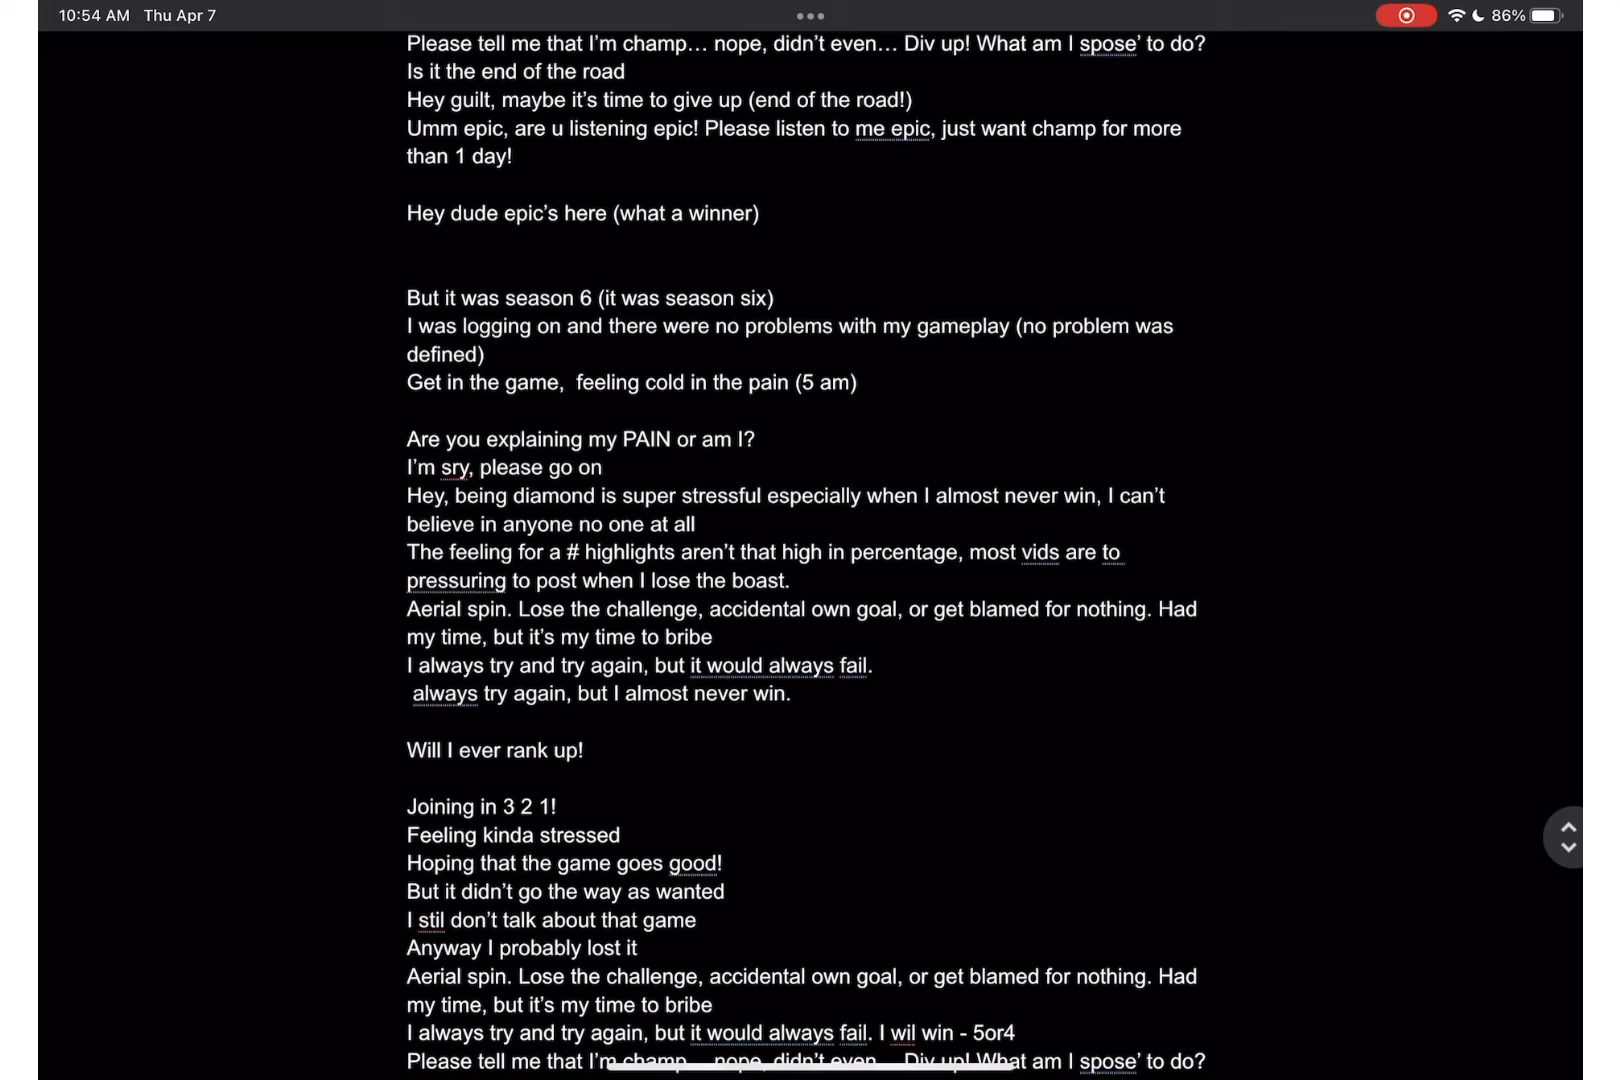 10:54 AM Thu Apr 7
86%
Please tell me that I’m champ… nope, didn’t even… Div up! What am I spose’ to do?
Is it the end of the road
Hey guilt, maybe it’s time to give up (end of the road!)
Umm epic, are u listening epic! Please listen to me epic, just want champ for more
than 1 day!
Hey dude epic’s here (what a winner)
But it was season 6 (it was season six)
I was logging on and there were no problems with my gameplay (no problem was
defined)
Get in the game,  feeling cold in the pain (5 am)
Are you explaining my PAIN or am I?
I’m sry, please go on
Hey, being diamond is super stressful especially when I almost never win, I can’t
believe in anyone no one at all
The feeling for a # highlights aren’t that high in percentage, most vids are to
pressuring to post when I lose the boast.
Aerial spin. Lose the challenge, accidental own goal, or get blamed for nothing. Had
my time, but it’s my time to bribe
I always try and try again, but it would always fail.
always try again, but I almost never win.
Will I ever rank up!
Joining in 3 2 1!
Feeling kinda stressed
Hoping that the game goes good!
But it didn’t go the way as wanted
I stil don’t talk about that game
Anyway I probably lost it
Aerial spin. Lose the challenge, accidental own goal, or get blamed for nothing. Had
my time, but it’s my time to bribe
I always try and try again, but it would always fail. I wil win - 5or4
Please tell me that I’m champ… nope, didn’t even… Div up! What am I spose’ to do?